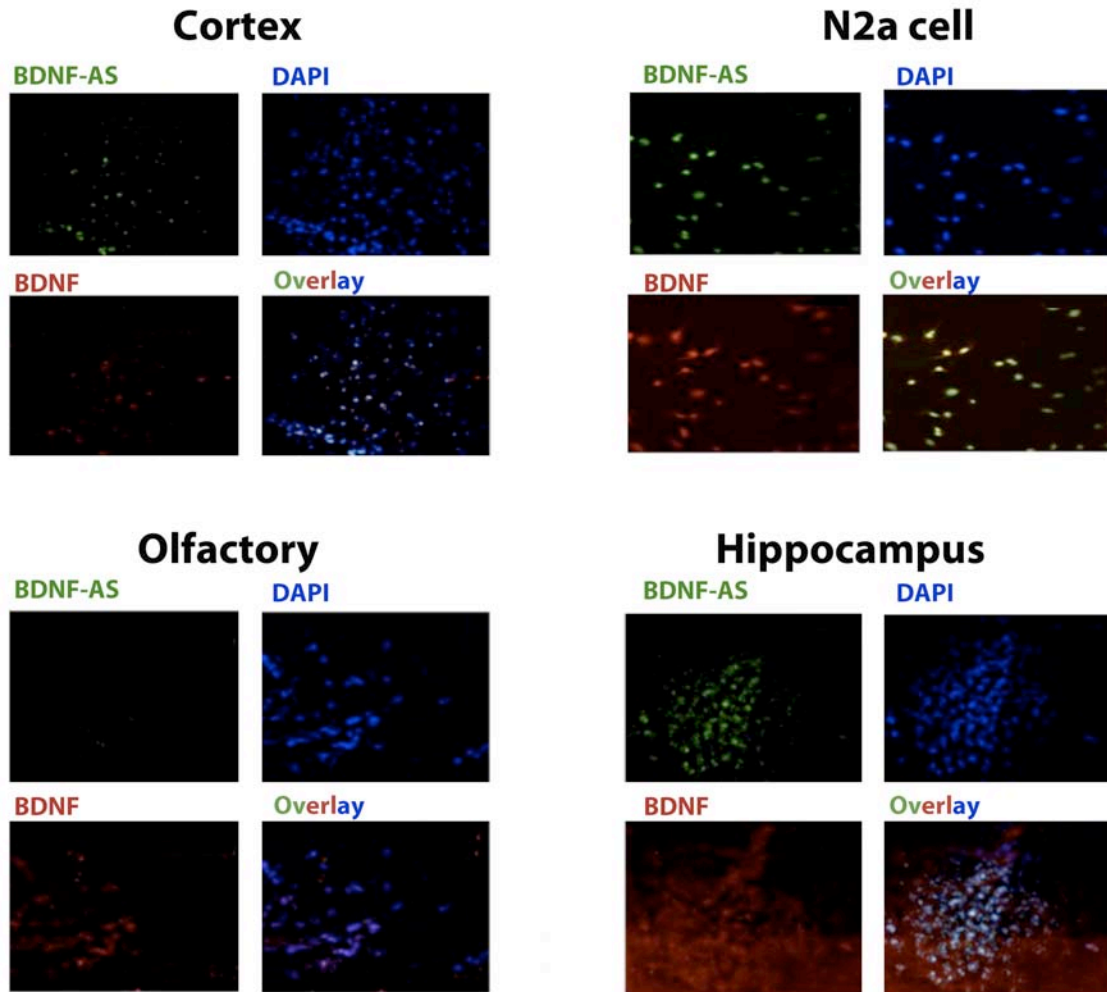 Cortex
BDNF-AS
DAPI
BDNF
Overlay
N2a cell
BDNF-AS
DAPI
BDNF
Overlay
Olfactory
BDNF-AS
DAPI
BDNF
Overlay
Hippocampus
BDNF-AS
DAPI
BDNF
Overlay